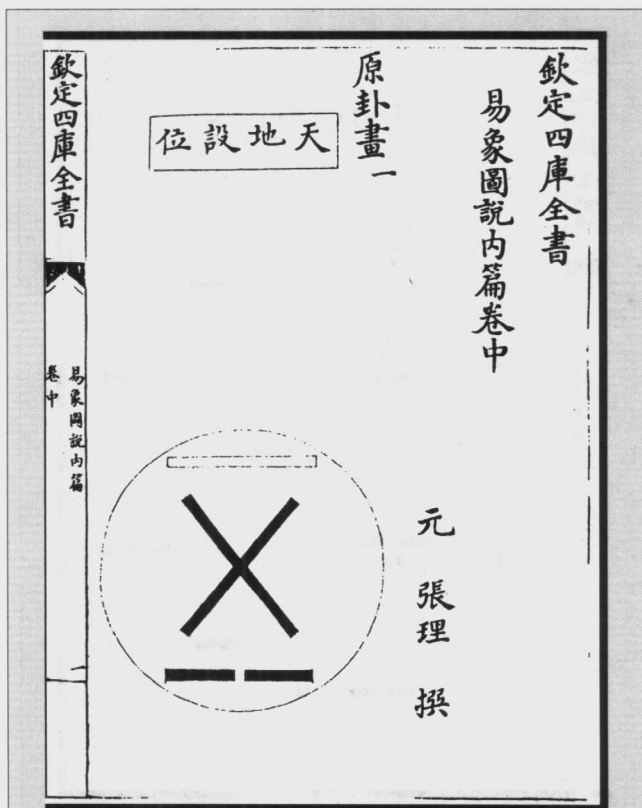 欽定四庫全書
易象圖說内篇卷中
元 張理 撰
原卦畫一
天地設位
欽定四庫全書
易象圖說内篇
卷中
一